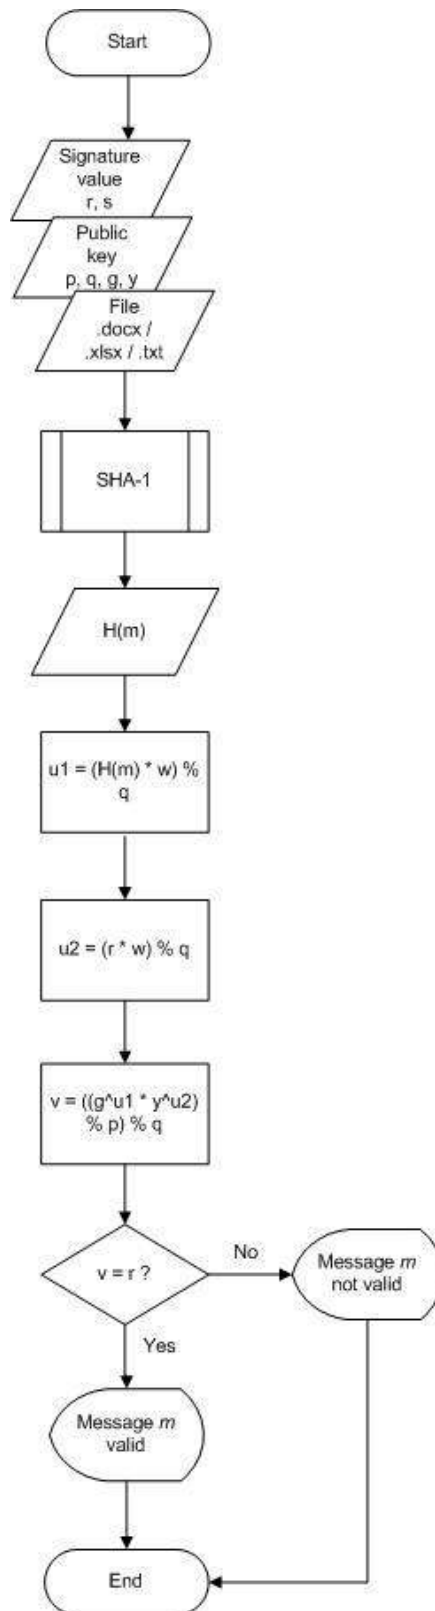 Start
Signature
value
r, s
Public
key
p, q, g, y
File
.docx /
.xlsx / .txt
SHA-1
H(m)
u1 = (H(m) * w) %
q
u2 = (r * w) % q
v = ((g^u1 * y^u2)
% p) % q
v = r ?
No
Message m
not valid
Yes
Message m
valid
End